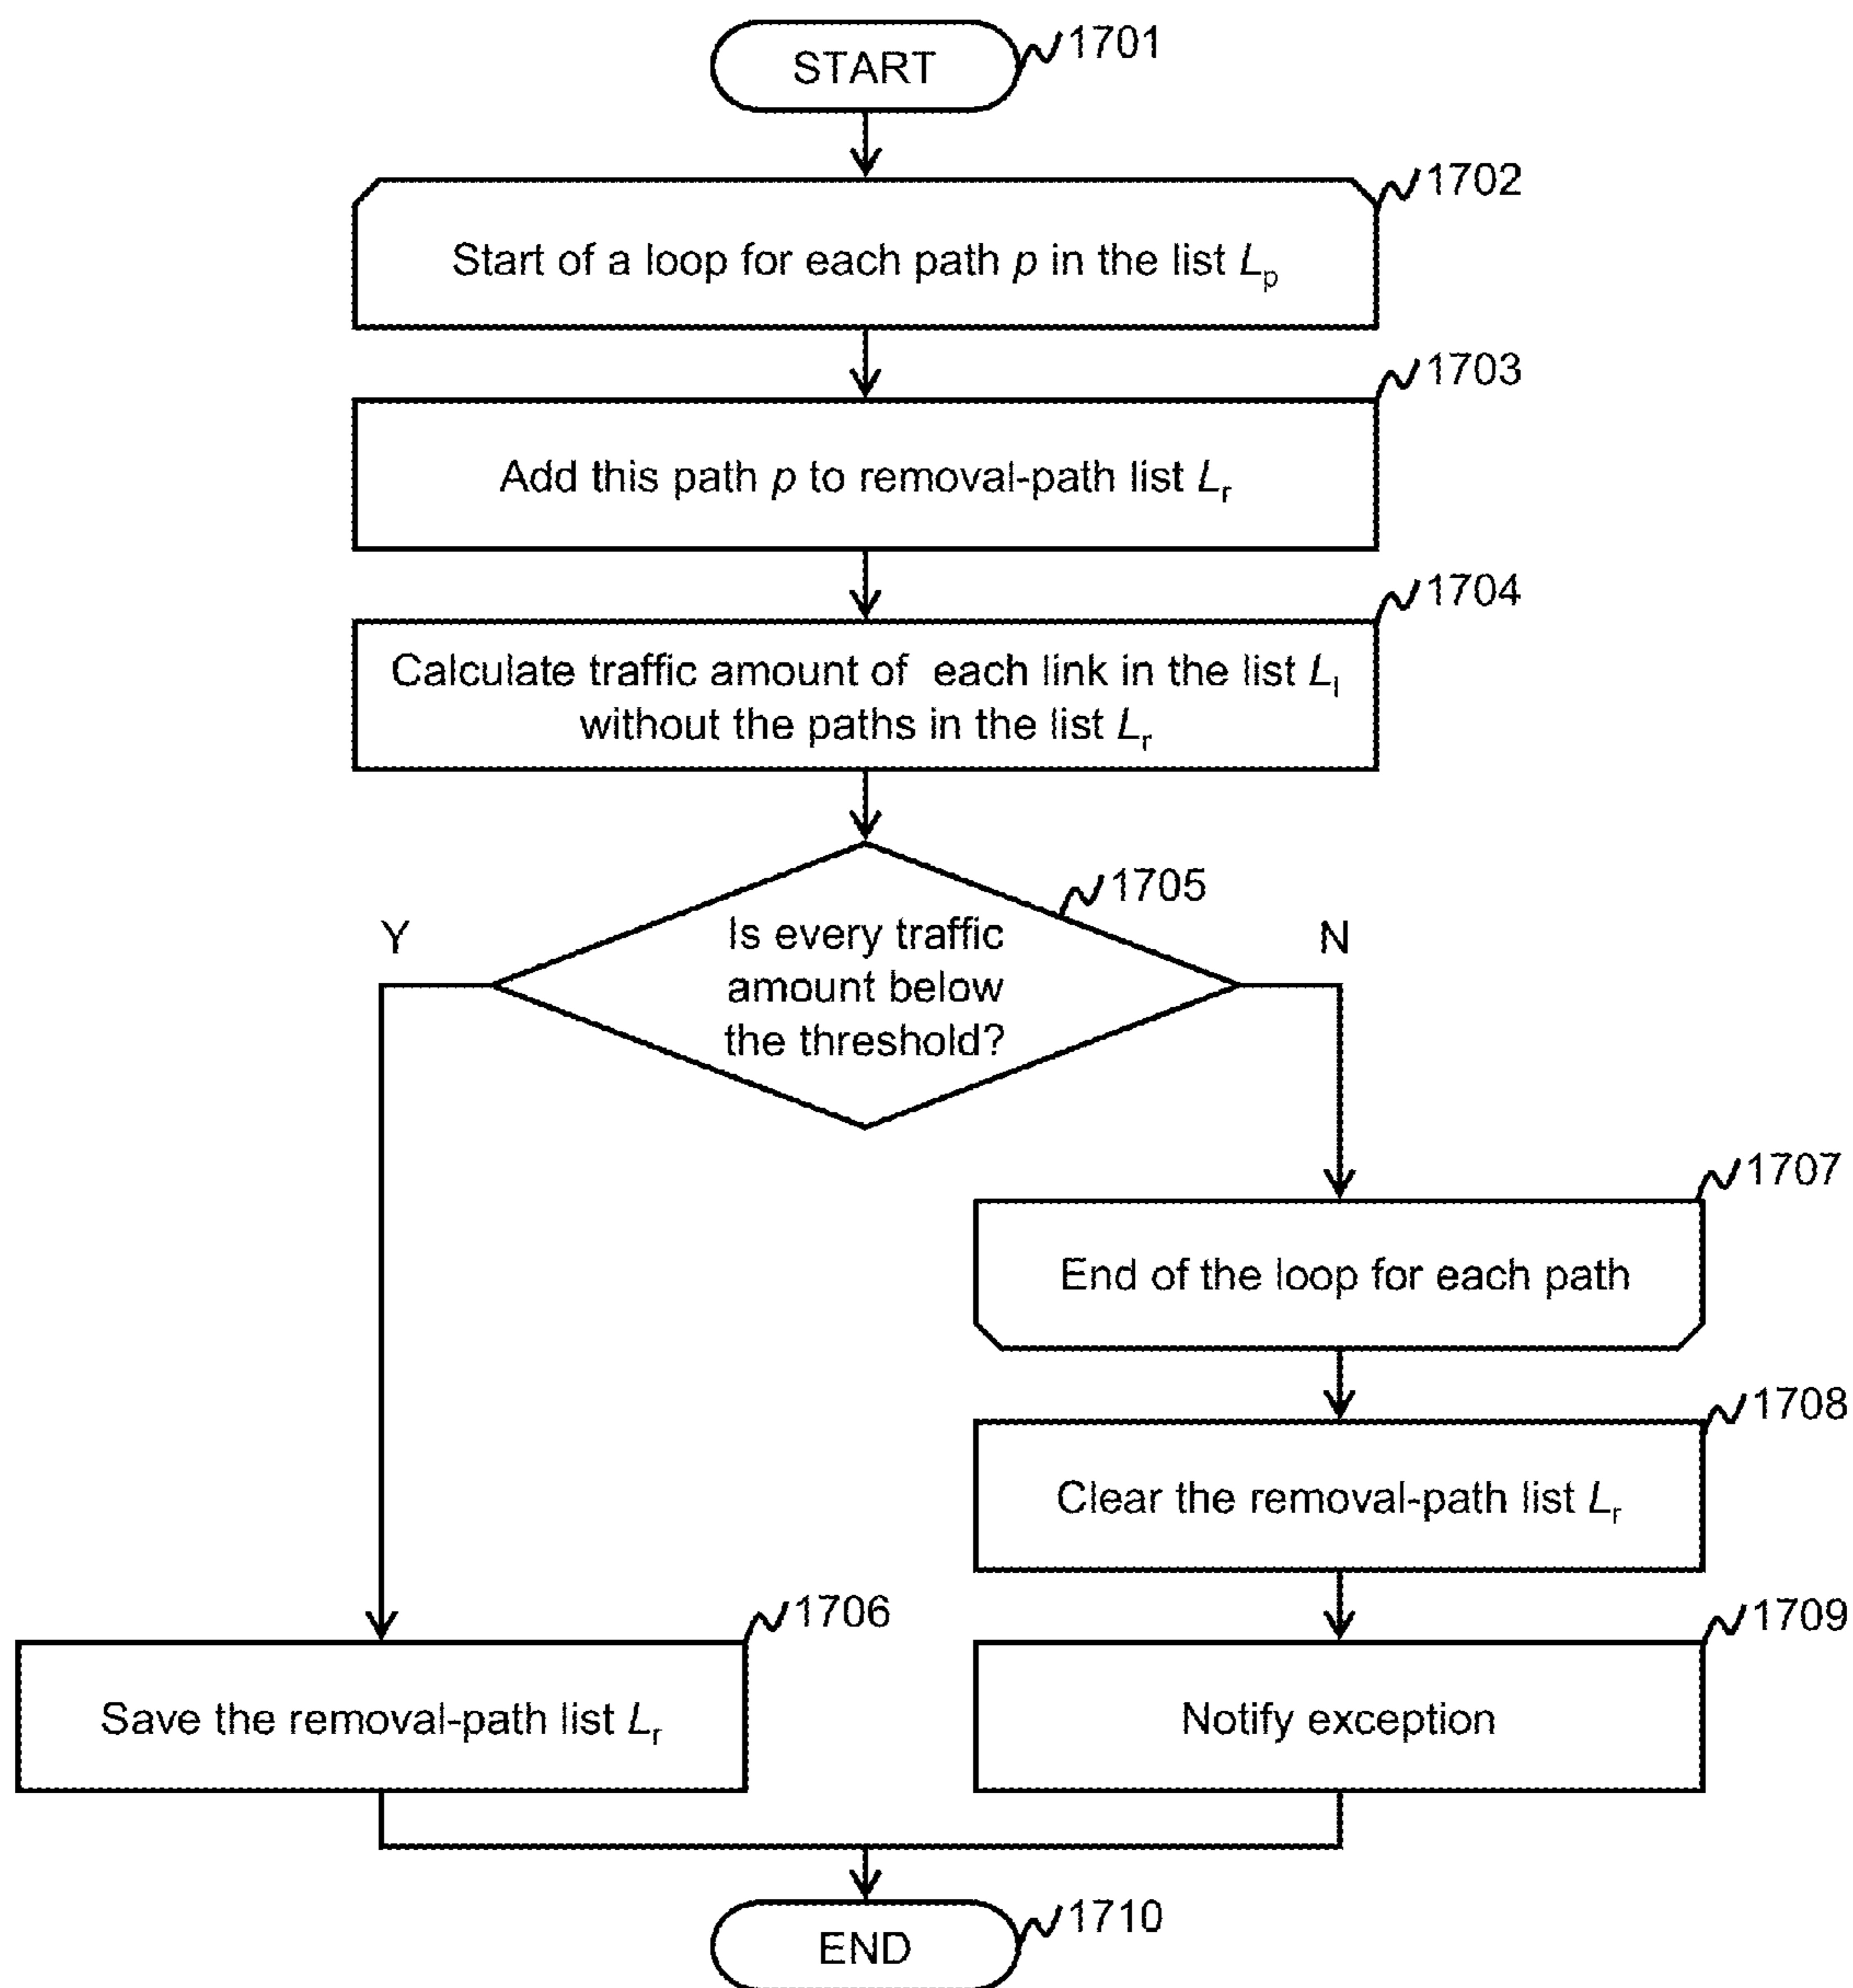 START
1701
1702
Start of a loop for each path p in the list Lp
1703
Add this path p to removal-path list Lr
1704
Calculate traffic amount of each link in the list Ll
without the paths in the list Lr
1705
Y
Is every traffic
amount below
the threshold?
N
1707
End of the loop for each path
1708
Clear the removal-path list Lr
1706
Save the removal-path list Lr
1709
Notify exception
1710
END